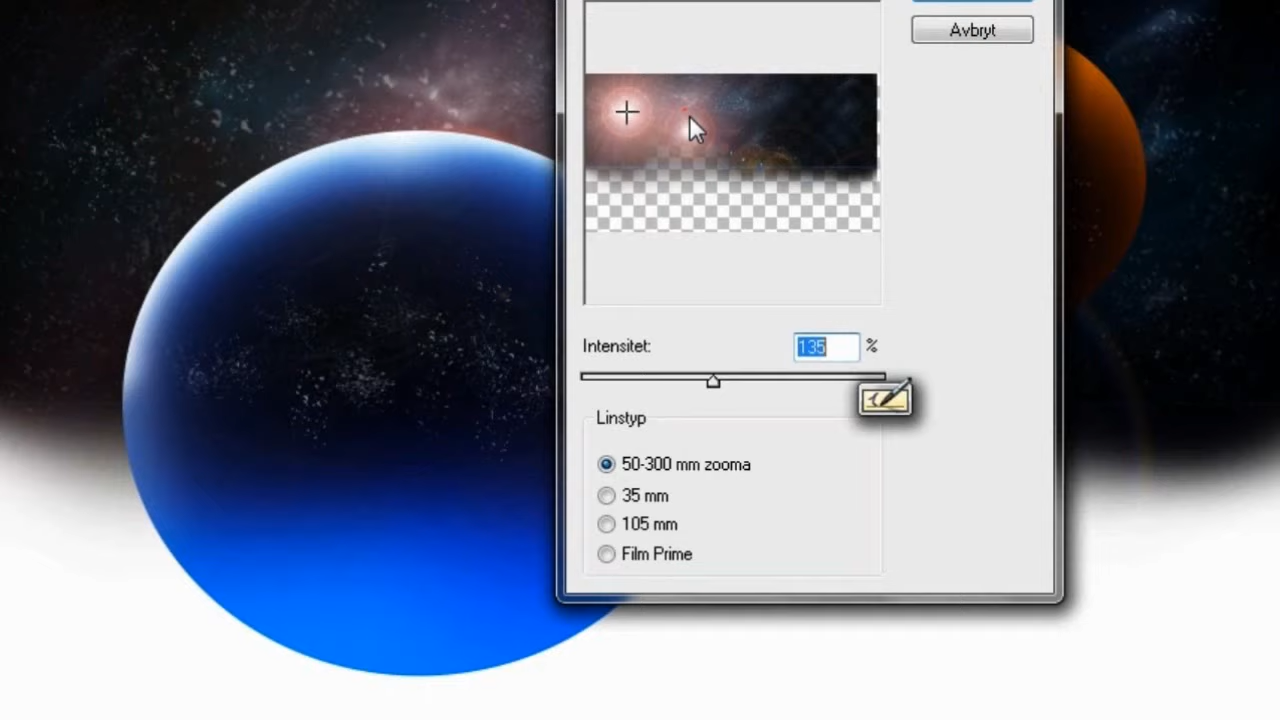 Avbryt
Intensitet: 135 %
Linstyp
50-300 mm zooma
35 mm
105 mm
Film Prime